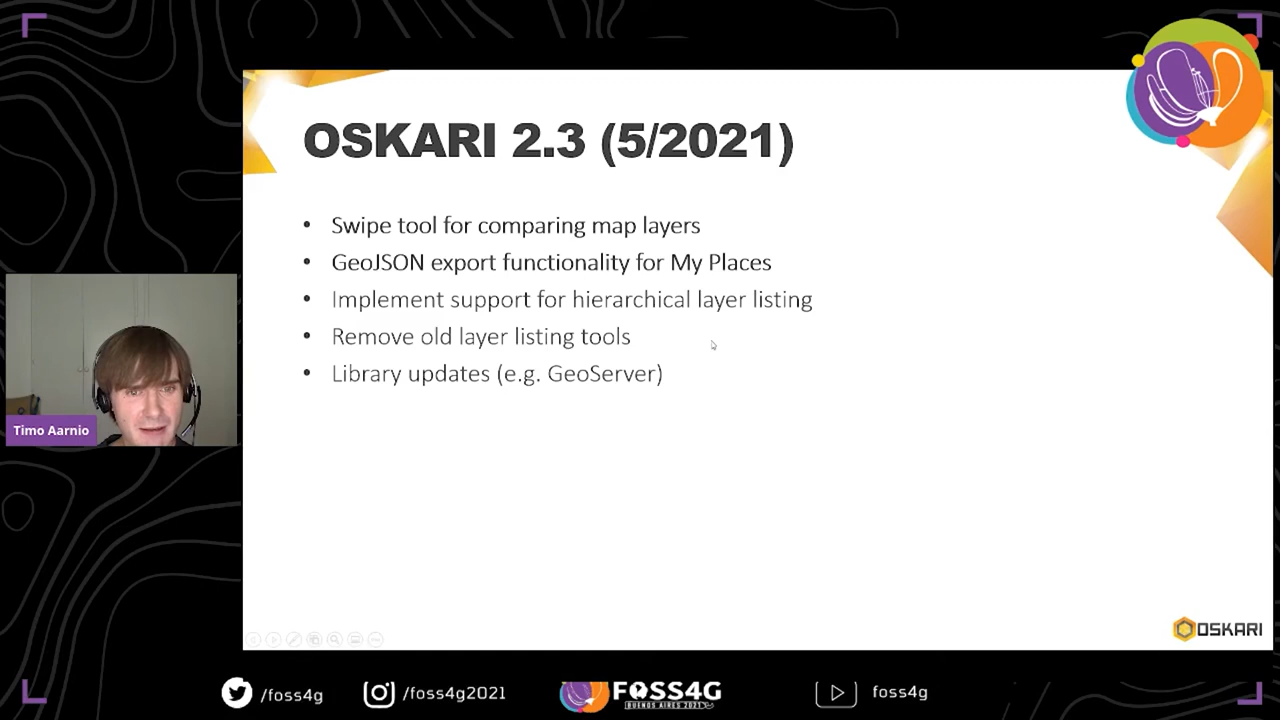 OSKARI 2.3 (5/2021)
• Swipe tool for comparing map layers
• GeoJSON export functionality for My Places
• Implement support for hierarchical layer listing
• Remove old layer listing tools
• Library updates (e.g. GeoServer)
Timo Aarnio
OSKARI
/foss4g
/foss4g2021
FOSS4G
BUENOS AIRES 2021
foss4g